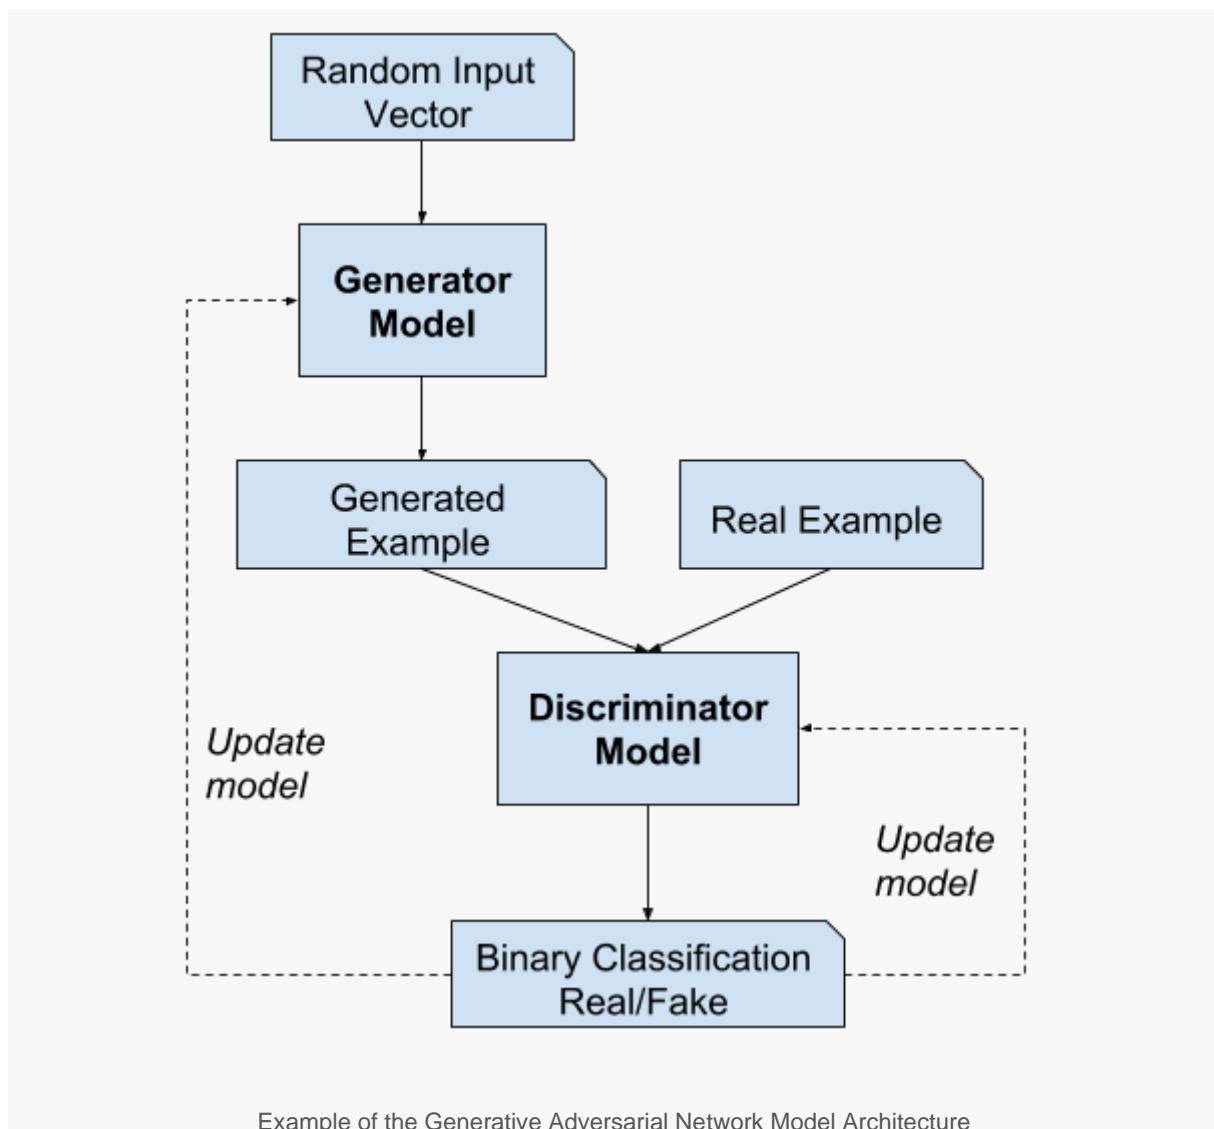 Random Input
Vector
Generator
Model
Generated
Example
Real Example
Discriminator
Model
Update
model
Update
model
Binary Classification
Real/Fake
Example of the Generative Adversarial Network Model Architecture